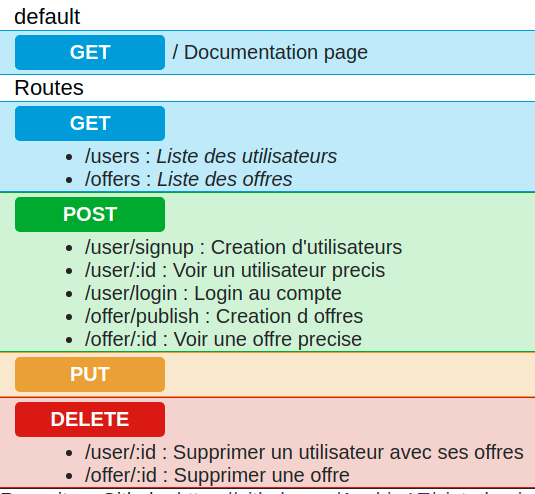 default
GET / Documentation page
Routes
GET
/users : Liste des utilisateurs
/offers : Liste des offres
POST
/user/signup : Creation d'utilisateurs
/user/:id : Voir un utilisateur precis
/user/login : Login au compte
/offer/publish : Creation d offres
/offer/:id : Voir une offre precise
PUT
DELETE
/user/:id : Supprimer un utilisateur avec ses offres
/offer/:id : Supprimer une offre